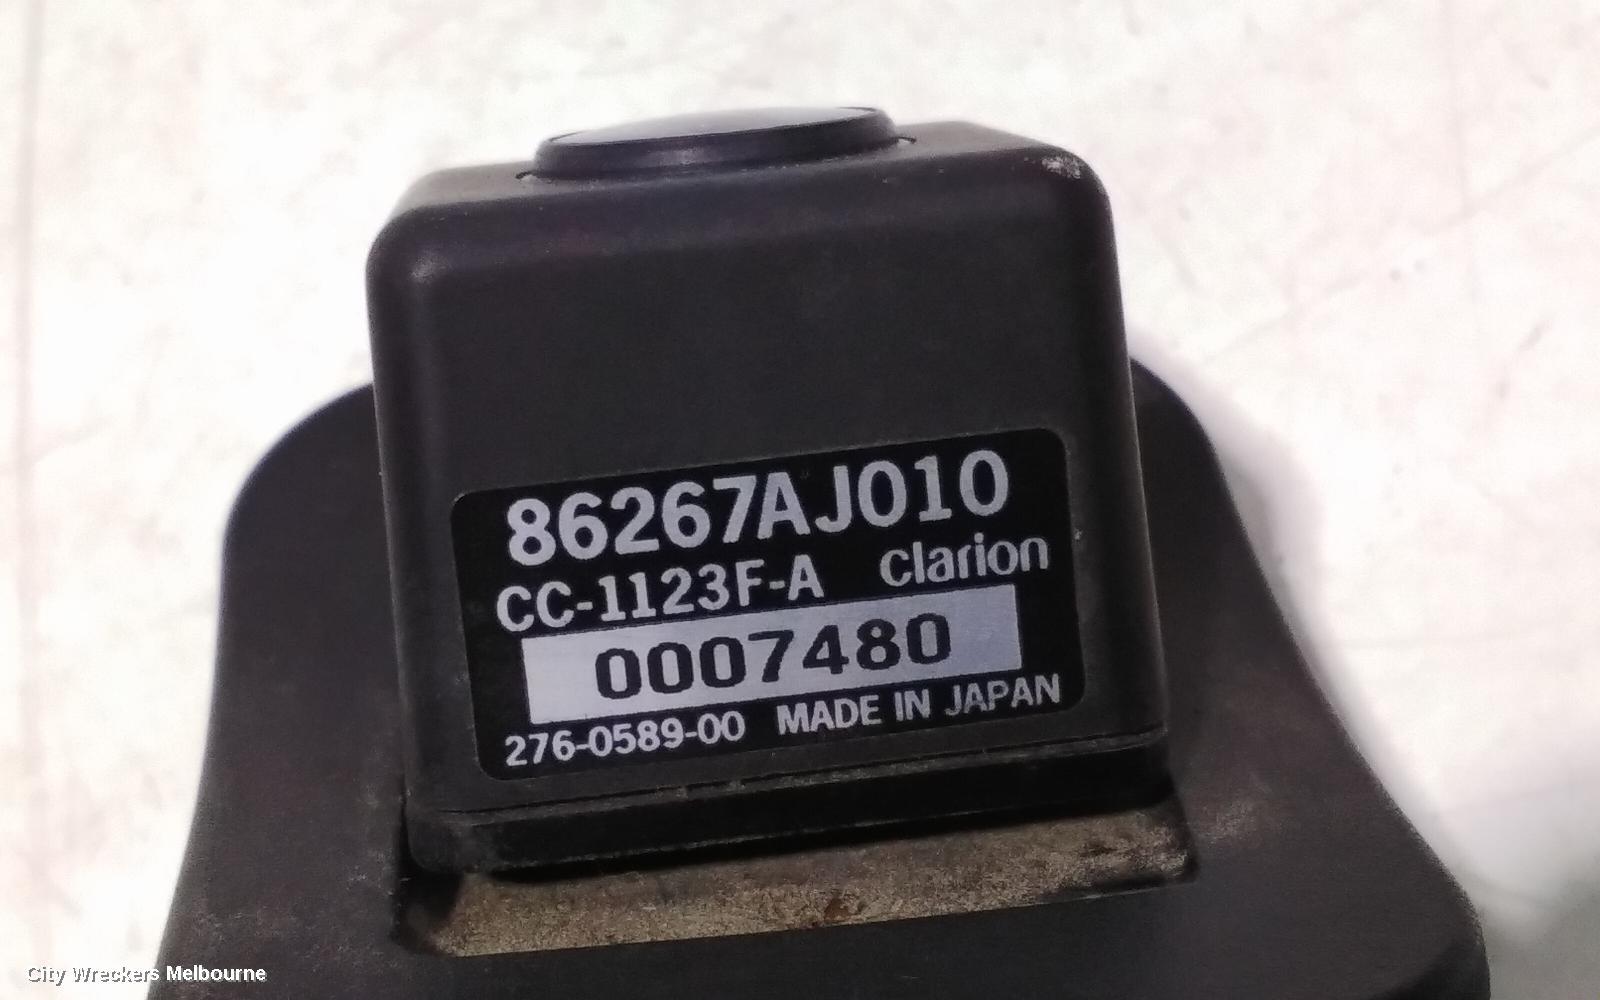 86267AJ010
CC-1123F-A Clarion
0007480
276-0589-00 MADE IN JAPAN
City Wreckers Melbourne